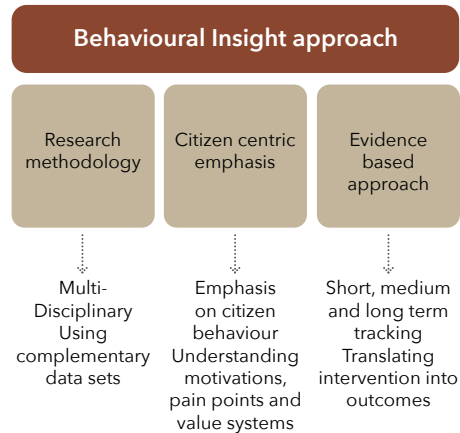 Behavioural Insight approach
Research
methodology
Citizen centric
emphasis
Evidence
based
approach
Multi-
Disciplinary
Using
complementary
data sets
Emphasis
on citizen
behaviour
Understanding
motivations,
pain points and
value systems
Short, medium
and long term
tracking
Translating
intervention into
outcomes